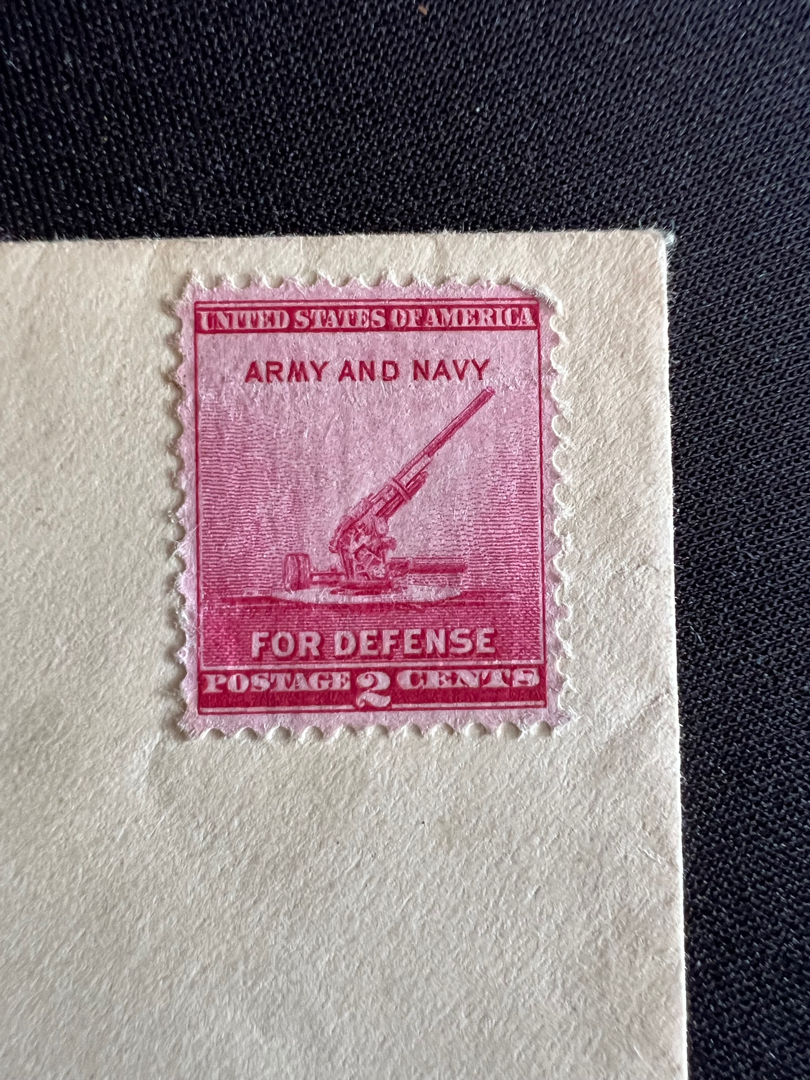 UNITED STATES OF AMERICA
ARMY AND NAVY
FOR DEFENSE
POSTAGE 2 CENTS